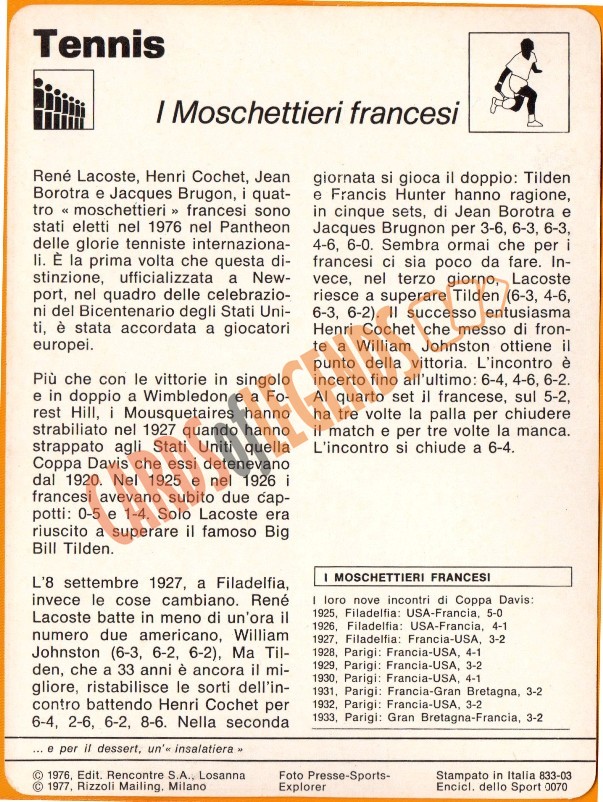 Tennis
I Moschettieri francesi
René Lacoste, Henri Cochet, Jean
Borotra e Jacques Brugon, i quat-
tro « moschettieri » francesi sono
stati eletti nel 1976 nel Pantheon
delle glorie tenniste internaziona-
li. È la prima volta che questa di-
stinzione, ufficializzata a New-
port, nel quadro delle celebrazio-
ni del Bicentenario degli Stati Uni-
ti, è stata accordata a giocatori
europei.
Più che con le vittorie in singolo
e in doppio a Wimbledon o a Fo-
rest Hill, i Mousquetaires hanno
strabiliato nel 1927 quando hanno
strappato agli Stati Uniti quella
Coppa Davis che essi detenevano
dal 1920. Nel 1925 e nel 1926 i
francesi avevano subito due cap-
potti: 0-5 e 1-4. Solo Lacoste era
riuscito a superare il famoso Big
Bill Tilden.
L'8 settembre 1927, a Filadelfia,
invece le cose cambiano. René
Lacoste batte in meno di un'ora il
numero due americano, William
Johnston (6-3, 6-2, 6-2), Ma Til-
den, che a 33 anni è ancora il mi-
gliore, ristabilisce le sorti dell'in-
contro battendo Henri Cochet per
6-4, 2-6, 6-2, 8-6. Nella seconda
giornata si gioca il doppio: Tilden
e Francis Hunter hanno ragione,
in cinque sets, di Jean Borotra e
Jacques Brugnon per 3-6, 6-3, 6-3,
4-6, 6-0. Sembra ormai che per i
francesi ci sia poco da fare. In-
vece, nel terzo giorno, Lacoste
riesce a superare Tilden (6-3, 4-6,
6-3, 6-2). Il successo entusiasma
Henri Cochet che messo di fron-
te a William Johnston ottiene il
punto della vittoria. L'incontro è
incerto fino all'ultimo: 6-4, 4-6, 6-2.
Al quarto set il francese, sul 5-2,
ha tre volte la palla per chiudere
il match e per tre volte la manca.
L'incontro si chiude a 6-4.
I MOSCHETTIERI FRANCESI
I loro nove incontri di Coppa Davis:
1925, Filadelfia: USA-Francia, 5-0
1926, Filadelfia: USA-Francia, 4-1
1927, Filadelfia: Francia-USA, 3-2
1928, Parigi: Francia-USA, 4-1
1929, Parigi: Francia-USA, 3-2
1930, Parigi: Francia-USA, 4-1
1931, Parigi: Francia-Gran Bretagna, 3-2
1932, Parigi: Francia-USA, 3-2
1933, Parigi: Gran Bretagna-Francia, 3-2
... e per il dessert, un'« insalatiera »
© 1976, Edit. Rencontre S.A., Losanna
© 1977, Rizzoli Mailing, Milano
Foto Presse-Sports-
Explorer
Stampato in Italia 833-03
Encicl. dello Sport 0070
CARDS of LEGENDS